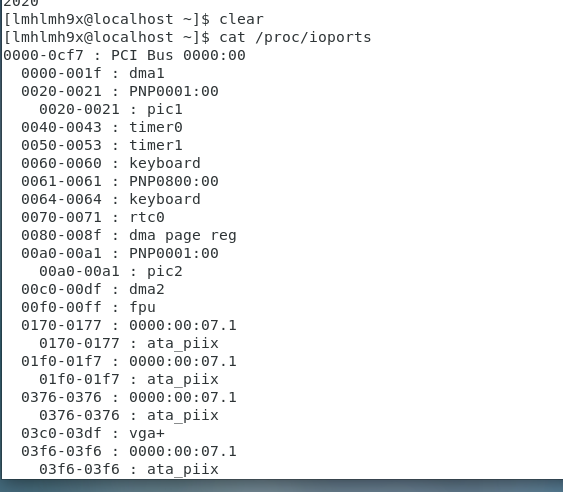 2020
[lmhlmh9x@localhost ~]$ clear
[lmhlmh9x@localhost ~]$ cat /proc/ioports
0000-0cf7 : PCI Bus 0000:00
  0000-001f : dma1
  0020-0021 : PNP0001:00
    0020-0021 : pic1
  0040-0043 : timer0
  0050-0053 : timer1
  0060-0060 : keyboard
  0061-0061 : PNP0800:00
  0064-0064 : keyboard
  0070-0071 : rtc0
  0080-008f : dma page reg
  00a0-00a1 : PNP0001:00
    00a0-00a1 : pic2
  00c0-00df : dma2
  00f0-00ff : fpu
  0170-0177 : 0000:00:07.1
    0170-0177 : ata_piix
  01f0-01f7 : 0000:00:07.1
    01f0-01f7 : ata_piix
  0376-0376 : 0000:00:07.1
    0376-0376 : ata_piix
  03c0-03df : vga+
  03f6-03f6 : 0000:00:07.1
    03f6-03f6 : ata_piix